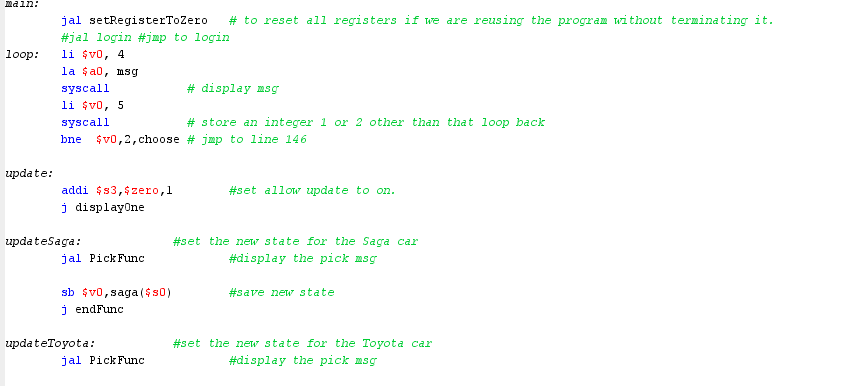 main:
jal setRegisterToZero # to reset all registers if we are reusing the program without terminating it.
#jal login #jmp to login
loop: li $v0, 4
la $a0, msg
syscall # display msg
li $v0, 5
syscall # store an integer 1 or 2 other than that loop back
bne $v0,2,choose # jmp to line 146
update:
addi $s3,$zero,1 #set allow update to on.
j displayOne
updateSaga: #set the new state for the Saga car
jal PickFunc #display the pick msg
sb $v0,saga($s0) #save new state
j endFunc
updateToyota: #set the new state for the Toyota car
jal PickFunc #display the pick msg